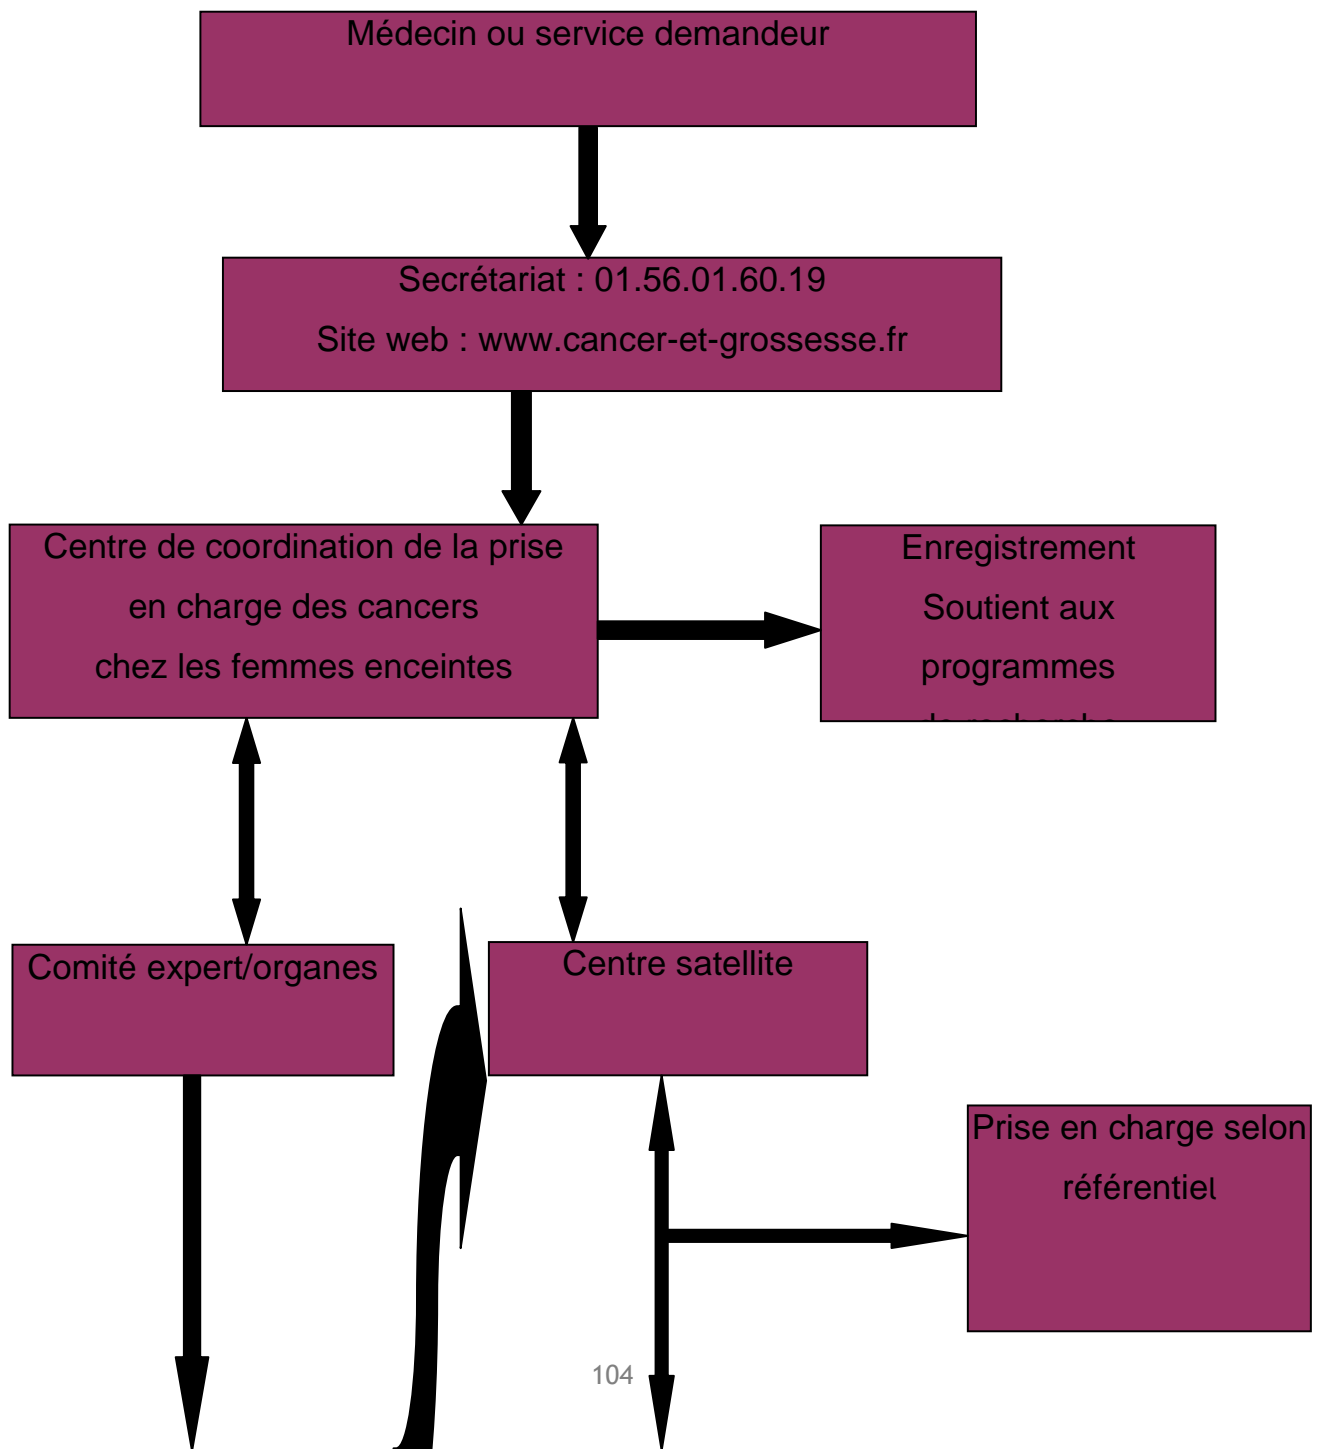 Médecin ou service demandeur
Secrétariat : 01.56.01.60.19
Site web : www.cancer-et-grossesse.fr
Centre de coordination de la prise
en charge des cancers
chez les femmes enceintes
Enregistrement
Soutient aux
programmes
Comité expert/organes
Centre satellite
Prise en charge selon
référentiel
104